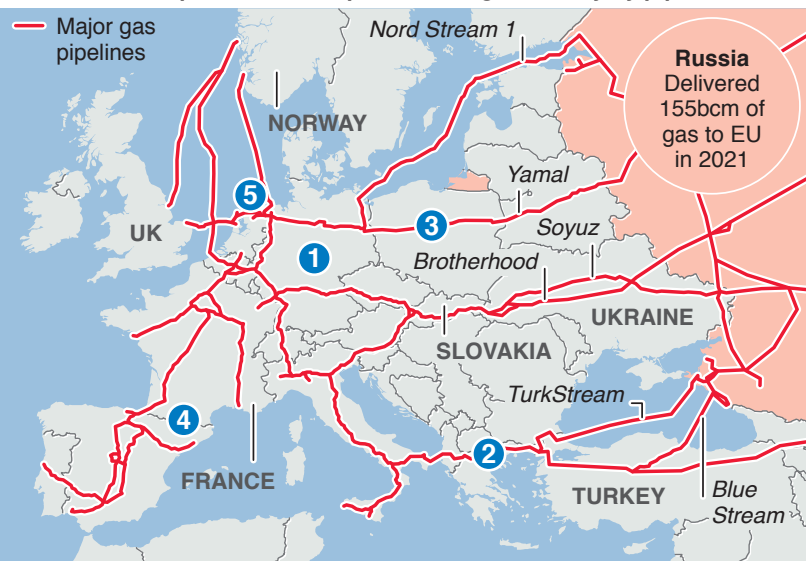 Major gas
pipelines
Nord Stream 1
Russia
Delivered
155bcm of
gas to EU
in 2021
NORWAY
Yamal
5
3
Soyuz
UK
1
Brotherhood
UKRAINE
SLOVAKIA
TurkStream
4
2
FRANCE
TURKEY
Blue
Stream